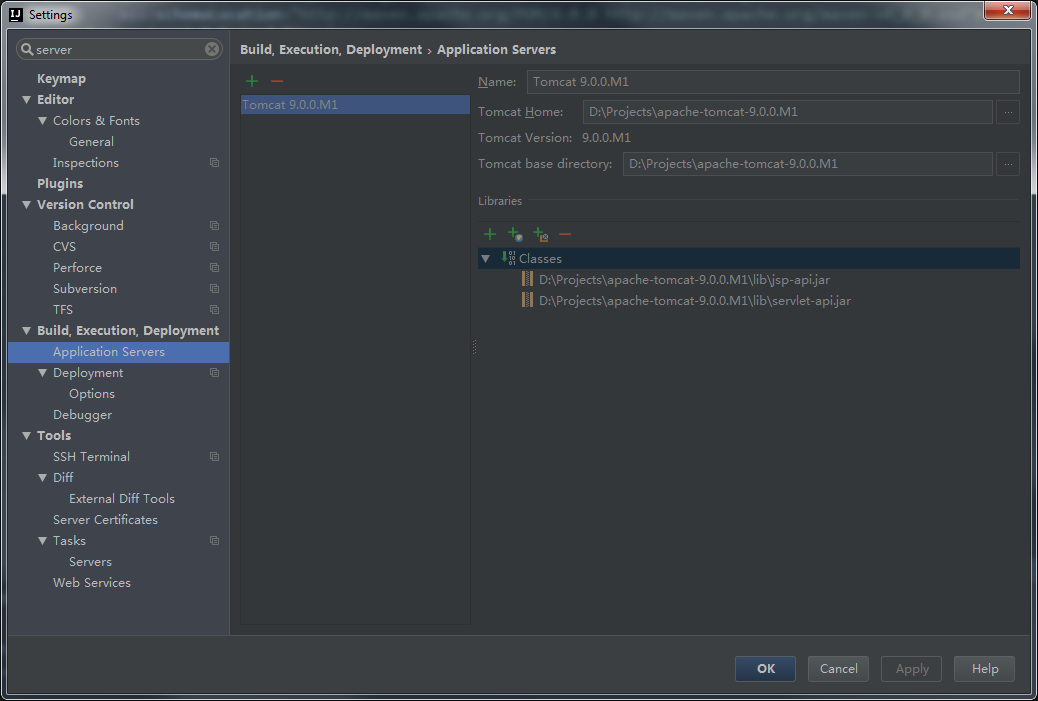 Settings
server
Build, Execution, Deployment › Application Servers
Keymap
Editor
Colors & Fonts
General
Inspections
Plugins
Version Control
Background
CVS
Perforce
Subversion
TFS
Build, Execution, Deployment
Application Servers
Deployment
Options
Debugger
Tools
SSH Terminal
Diff
External Diff Tools
Server Certificates
Tasks
Servers
Web Services
Tomcat 9.0.0.M1
Name: Tomcat 9.0.0.M1
Tomcat Home: D:\Projects\apache-tomcat-9.0.0.M1 ...
Tomcat Version: 9.0.0.M1
Tomcat base directory: D:\Projects\apache-tomcat-9.0.0.M1 ...
Libraries
Classes
D:\Projects\apache-tomcat-9.0.0.M1\lib\jsp-api.jar
D:\Projects\apache-tomcat-9.0.0.M1\lib\servlet-api.jar
OK Cancel Apply Help